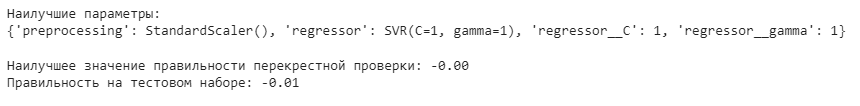 Наилучшие параметры:
{'preprocessing': StandardScaler(), 'regressor': SVR(C=1, gamma=1), 'regressor__C': 1, 'regressor__gamma': 1}
Наилучшее значение правильности перекрестной проверки: -0.00
Правильность на тестовом наборе: -0.01